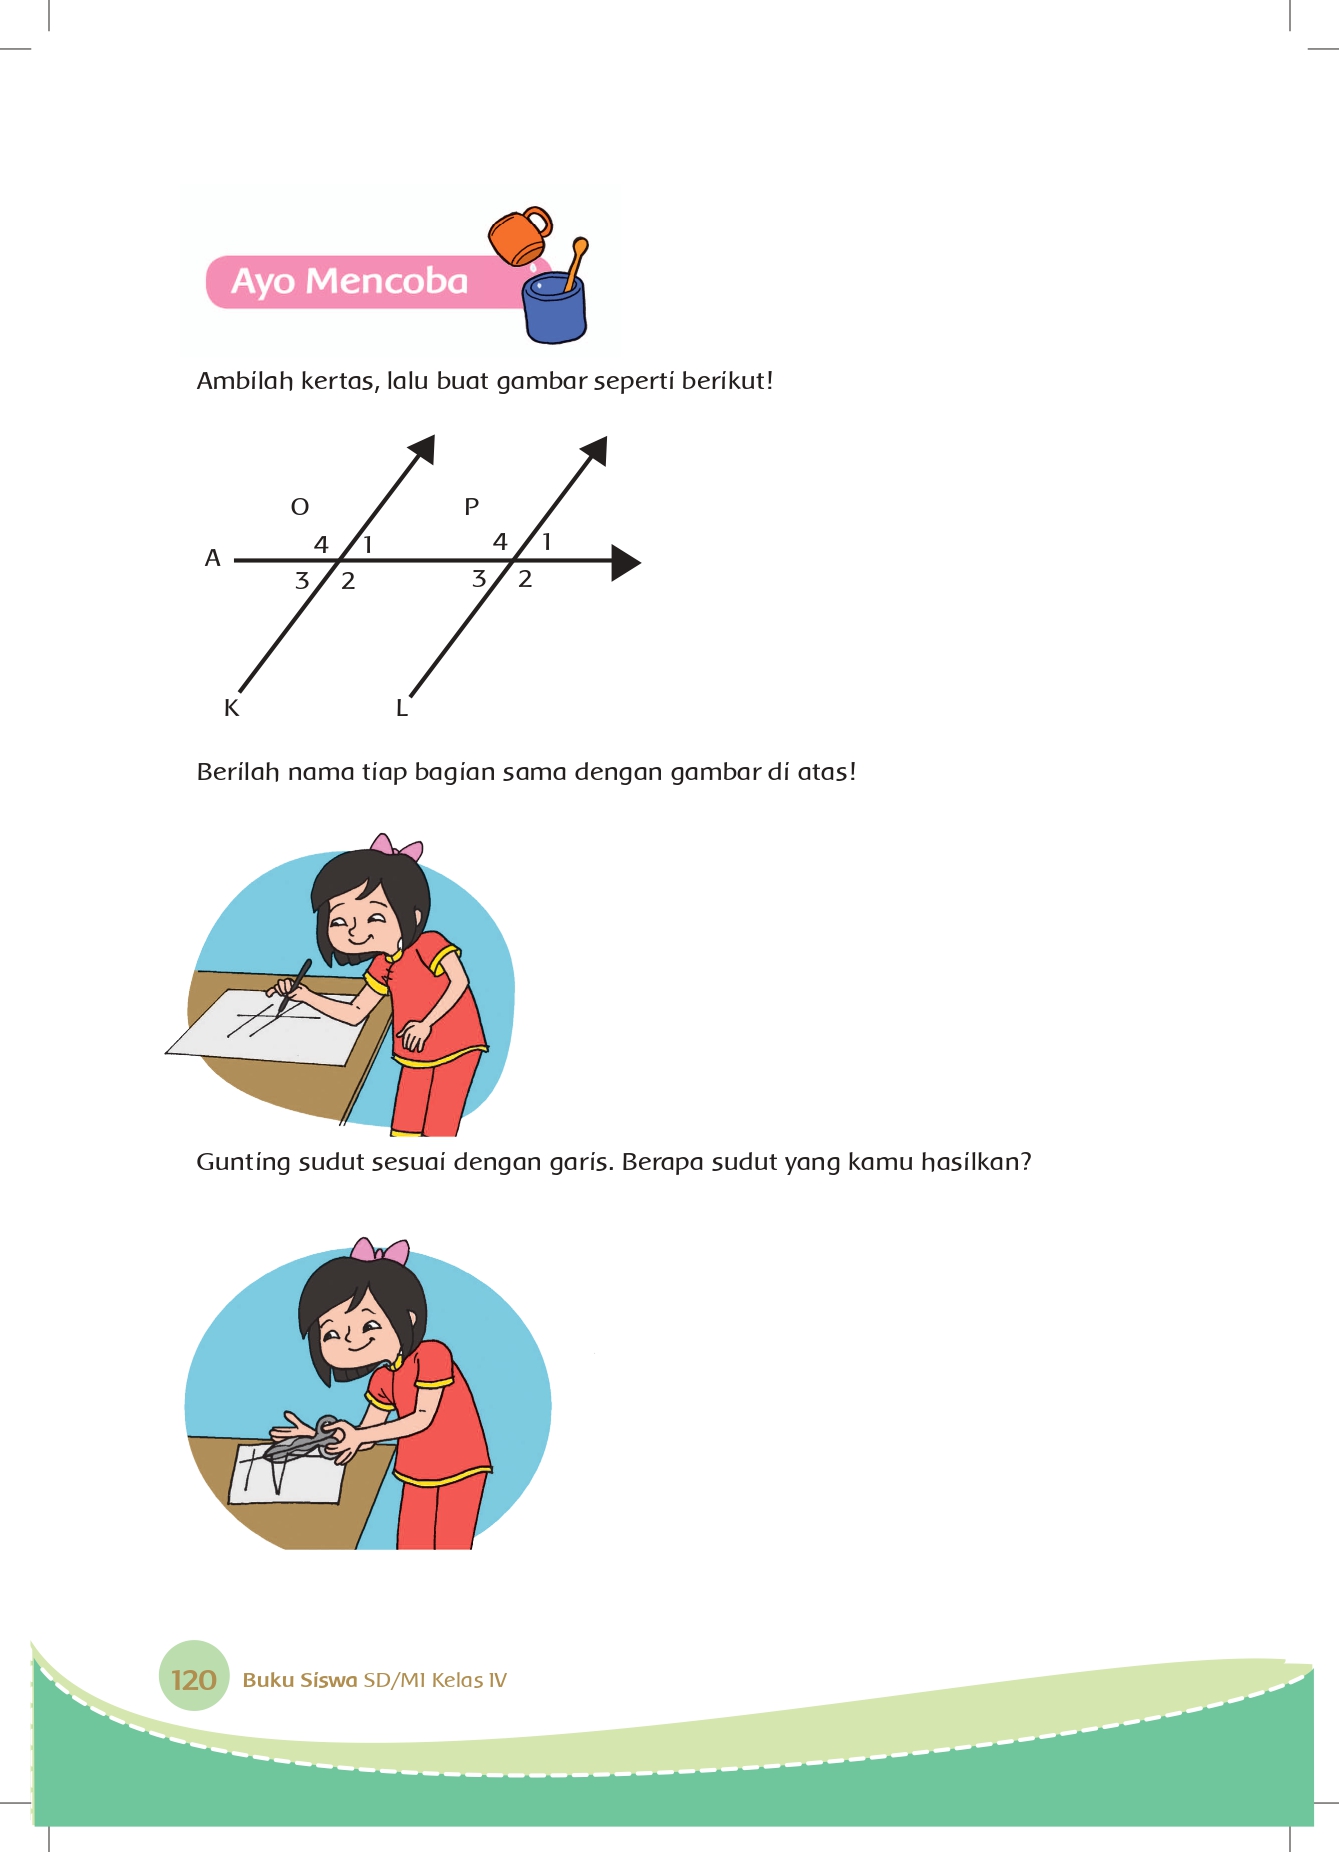 Ayo Mencoba
Ambilah kertas, lalu buat gambar seperti berikut!
O P
4 1 4 1
A
3 2 3 2
K L
Berilah nama tiap bagian sama dengan gambar di atas!
Gunting sudut sesuai dengan garis. Berapa sudut yang kamu hasilkan?
120 Buku Siswa SD/MI Kelas IV